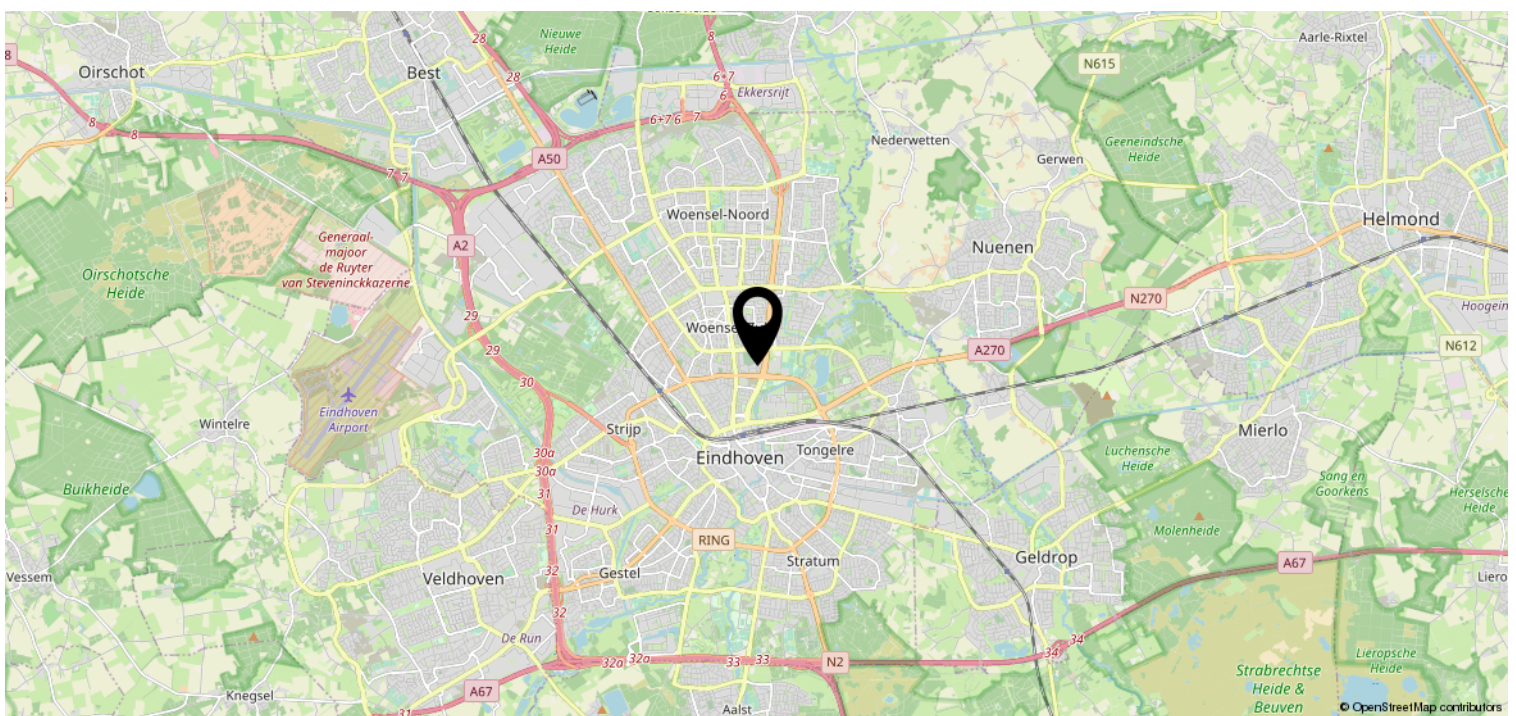 Nieuwe
Heide
Aarle-Rixtel
28
8
8
Oirschot
Best
28
6+7
6
Ekkersrijt
N615
6+7 6
7
8
8
A50
Nederwetten
Gerwen
Geeneindsche
Heide
7
7
Woensel-Noord
Helmond
Generaal-
majoor
de Ruyter
van Steveninckkazerne
A2
Nuenen
Oirschotsche
Heide
N270
Hoogein
29
29
A270
N612
30
Eindhoven
Airport
Wintelre
Strijp
Mierlo
Eindhoven
Tongelre
30a
30a
Luchensche
Heide
Buikheide
31
Sang en
Goorkens
Herselsche
Heide
De Hurk
31
Molenheide
RING
Vessem
Veldhoven
32
Gestel
Stratum
Geldrop
A67
Liero
32
De Run
34
34
32a
32a
33
33
N2
Lieropsche
Heide
Strabrechtse
Heide &
Beuven
Knegsel
A67
31
Aalst
© OpenStreetMap contributors